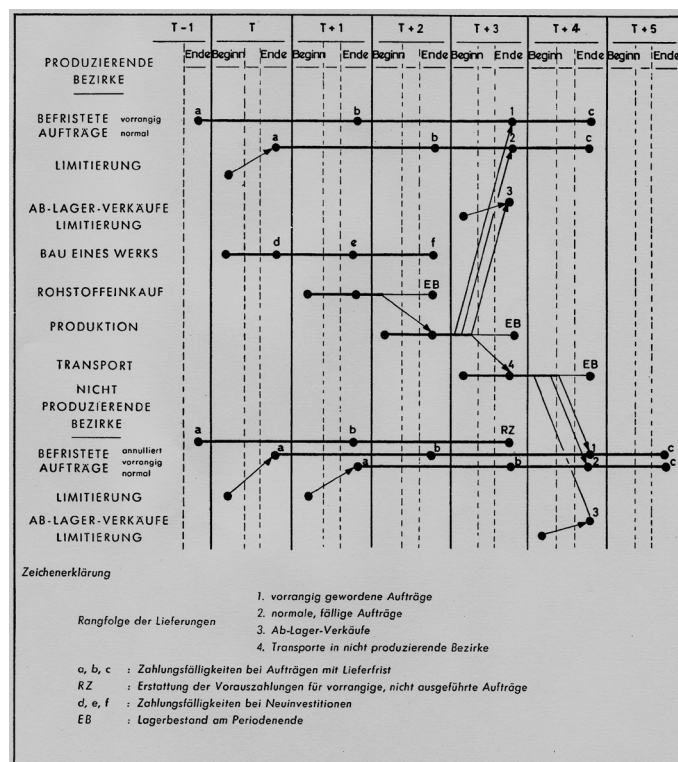 T-1 T T+1 T+2 T+3 T+4 T+5
Ende Beginn Ende Beginn Ende Beginn Ende Beginn Ende Beginn Ende Beginn Ende
PRODUZIERENDE
BEZIRKE
a b 1 c
BEFRISTETE vorrangig
AUFTRÄGE normal
a b 2 c
LIMITIERUNG
3
AB-LAGER-VERKÄUFE
LIMITIERUNG
d e f
BAU EINES WERKS
EB
ROHSTOFFEINKAUF
EB
PRODUKTION
TRANSPORT 4 EB
NICHT
PRODUZIERENDE
BEZIRKE
a b RZ
BEFRISTETE annulliert
AUFTRÄGE vorrangig
normal
a b 1 c
a b 2 c
LIMITIERUNG
AB-LAGER-VERKÄUFE 3
LIMITIERUNG
Zeichenerklärung
Rangfolge der Lieferungen
1. vorrangig gewordene Aufträge
2. normale, fällige Aufträge
3. Ab-Lager-Verkäufe
4. Transporte in nicht produzierende Bezirke
a, b, c : Zahlungsfälligkeiten bei Aufträgen mit Lieferfrist
RZ : Erstattung der Vorauszahlungen für vorrangige, nicht ausgeführte Aufträge
d, e, f : Zahlungsfälligkeiten bei Neuinvestitionen
EB : Lagerbestand am Periodenende